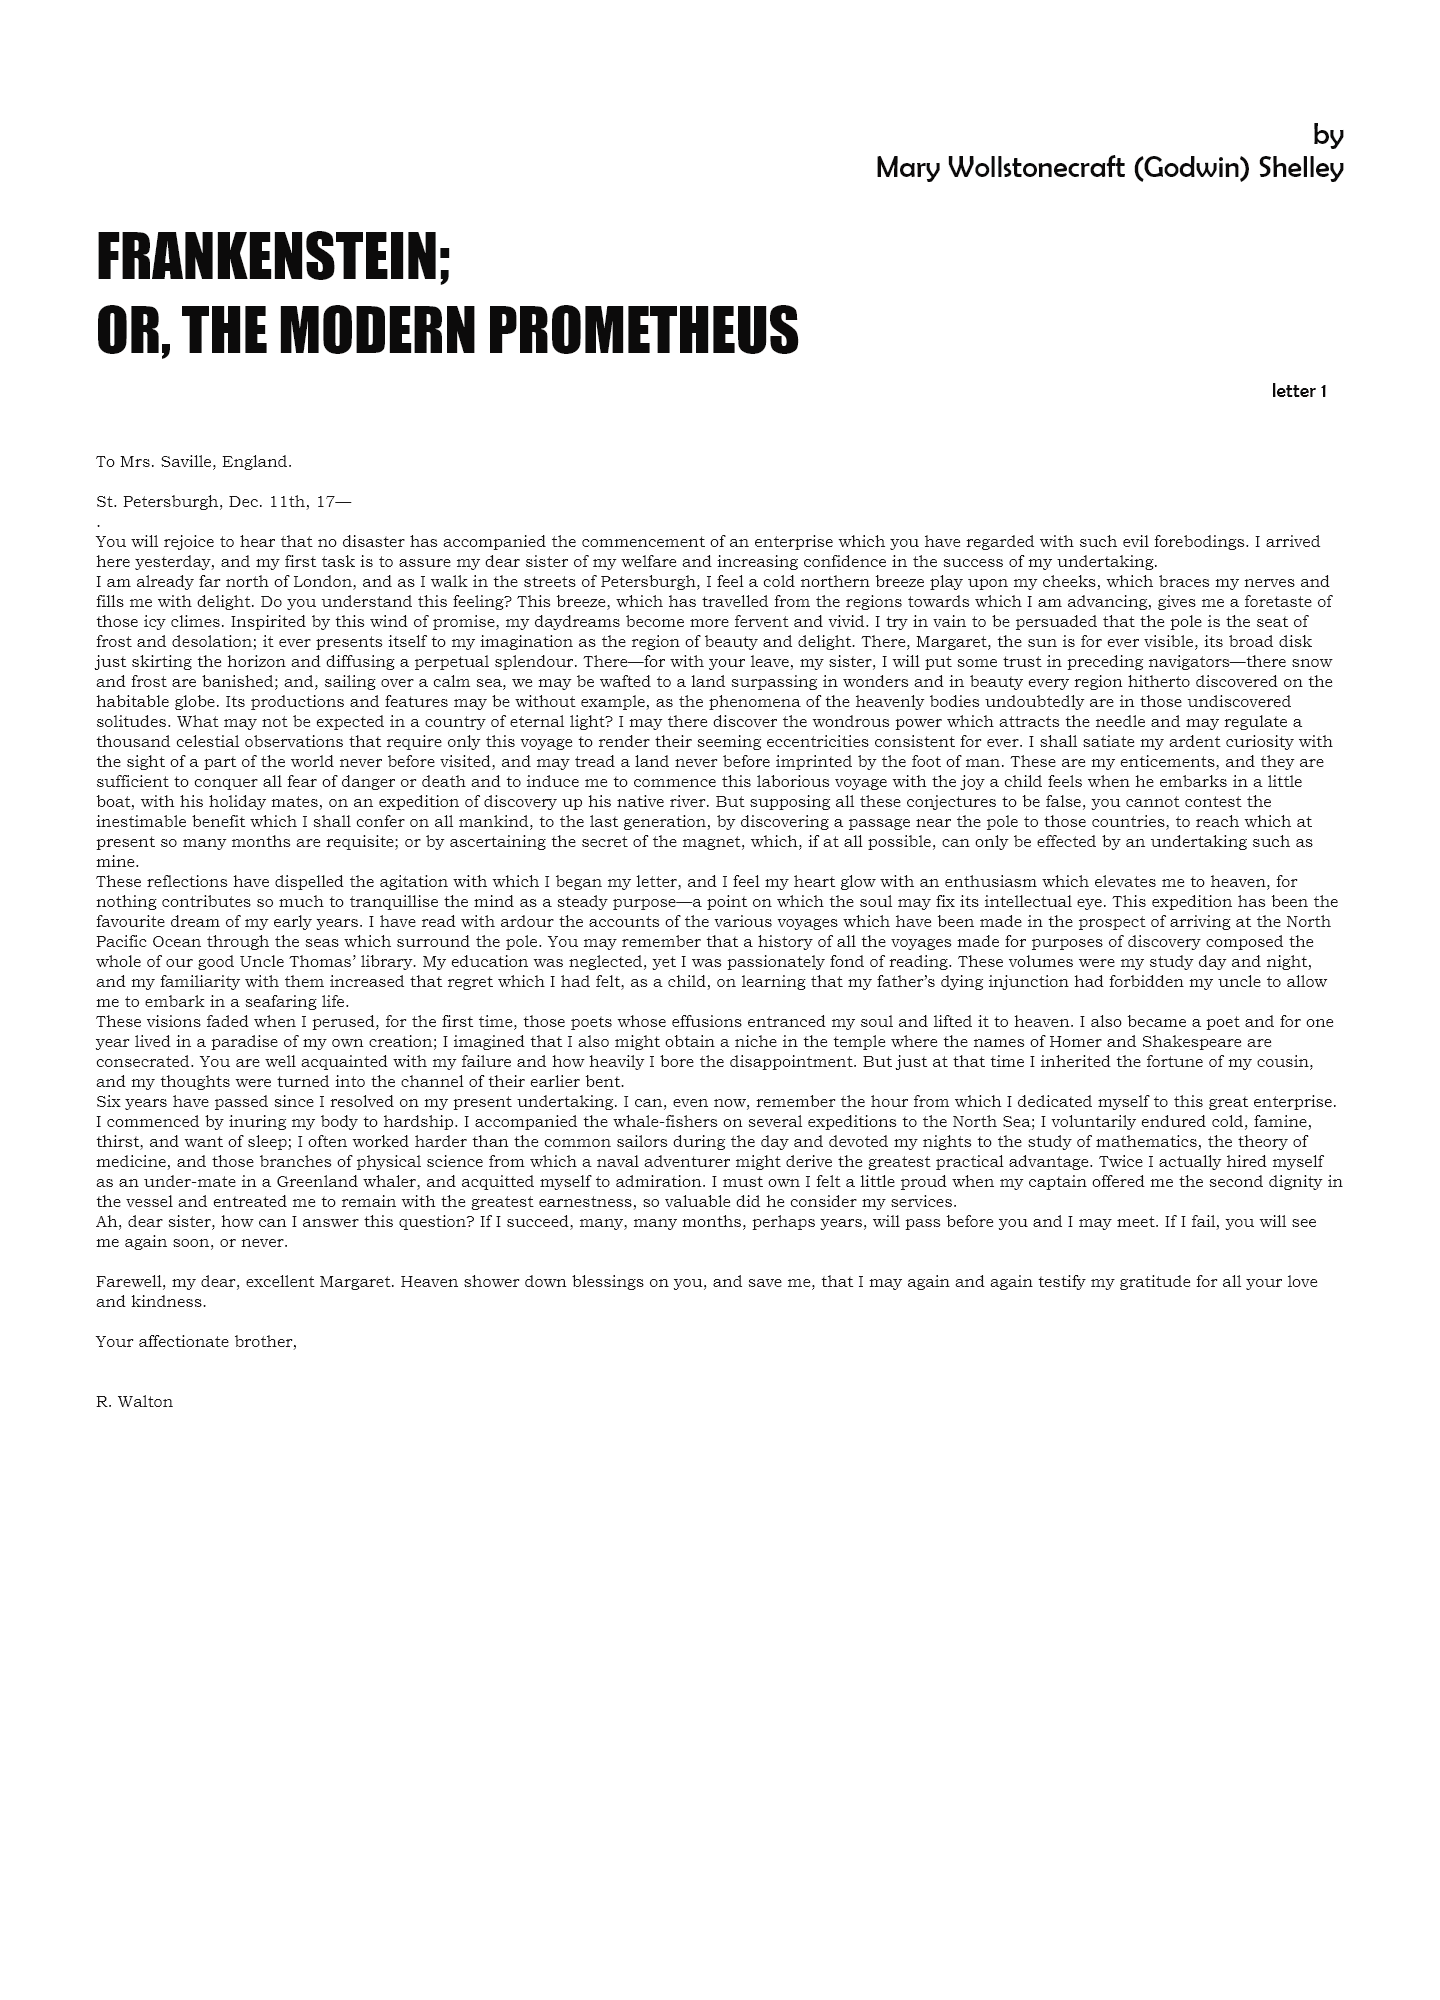 by
Mary Wollstonecraft (Godwin) Shelley
FRANKENSTEIN;
OR, THE MODERN PROMETHEUS
letter 1
To Mrs. Saville, England.
St. Petersburgh, Dec. 11th, 17—
.
You will rejoice to hear that no disaster has accompanied the commencement of an enterprise which you have regarded with such evil forebodings. I arrived
here yesterday, and my first task is to assure my dear sister of my welfare and increasing confidence in the success of my undertaking.
I am already far north of London, and as I walk in the streets of Petersburgh, I feel a cold northern breeze play upon my cheeks, which braces my nerves and
fills me with delight. Do you understand this feeling? This breeze, which has travelled from the regions towards which I am advancing, gives me a foretaste of
those icy climes. Inspirited by this wind of promise, my daydreams become more fervent and vivid. I try in vain to be persuaded that the pole is the seat of
frost and desolation; it ever presents itself to my imagination as the region of beauty and delight. There, Margaret, the sun is for ever visible, its broad disk
just skirting the horizon and diffusing a perpetual splendour. There—for with your leave, my sister, I will put some trust in preceding navigators—there snow
and frost are banished; and, sailing over a calm sea, we may be wafted to a land surpassing in wonders and in beauty every region hitherto discovered on the
habitable globe. Its productions and features may be without example, as the phenomena of the heavenly bodies undoubtedly are in those undiscovered
solitudes. What may not be expected in a country of eternal light? I may there discover the wondrous power which attracts the needle and may regulate a
thousand celestial observations that require only this voyage to render their seeming eccentricities consistent for ever. I shall satiate my ardent curiosity with
the sight of a part of the world never before visited, and may tread a land never before imprinted by the foot of man. These are my enticements, and they are
sufficient to conquer all fear of danger or death and to induce me to commence this laborious voyage with the joy a child feels when he embarks in a little
boat, with his holiday mates, on an expedition of discovery up his native river. But supposing all these conjectures to be false, you cannot contest the
inestimable benefit which I shall confer on all mankind, to the last generation, by discovering a passage near the pole to those countries, to reach which at
present so many months are requisite; or by ascertaining the secret of the magnet, which, if at all possible, can only be effected by an undertaking such as
mine.
These reflections have dispelled the agitation with which I began my letter, and I feel my heart glow with an enthusiasm which elevates me to heaven, for
nothing contributes so much to tranquillise the mind as a steady purpose—a point on which the soul may fix its intellectual eye. This expedition has been the
favourite dream of my early years. I have read with ardour the accounts of the various voyages which have been made in the prospect of arriving at the North
Pacific Ocean through the seas which surround the pole. You may remember that a history of all the voyages made for purposes of discovery composed the
whole of our good Uncle Thomas’ library. My education was neglected, yet I was passionately fond of reading. These volumes were my study day and night,
and my familiarity with them increased that regret which I had felt, as a child, on learning that my father’s dying injunction had forbidden my uncle to allow
me to embark in a seafaring life.
These visions faded when I perused, for the first time, those poets whose effusions entranced my soul and lifted it to heaven. I also became a poet and for one
year lived in a paradise of my own creation; I imagined that I also might obtain a niche in the temple where the names of Homer and Shakespeare are
consecrated. You are well acquainted with my failure and how heavily I bore the disappointment. But just at that time I inherited the fortune of my cousin,
and my thoughts were turned into the channel of their earlier bent.
Six years have passed since I resolved on my present undertaking. I can, even now, remember the hour from which I dedicated myself to this great enterprise.
I commenced by inuring my body to hardship. I accompanied the whale-fishers on several expeditions to the North Sea; I voluntarily endured cold, famine,
thirst, and want of sleep; I often worked harder than the common sailors during the day and devoted my nights to the study of mathematics, the theory of
medicine, and those branches of physical science from which a naval adventurer might derive the greatest practical advantage. Twice I actually hired myself
as an under-mate in a Greenland whaler, and acquitted myself to admiration. I must own I felt a little proud when my captain offered me the second dignity in
the vessel and entreated me to remain with the greatest earnestness, so valuable did he consider my services.
Ah, dear sister, how can I answer this question? If I succeed, many, many months, perhaps years, will pass before you and I may meet. If I fail, you will see
me again soon, or never.
Farewell, my dear, excellent Margaret. Heaven shower down blessings on you, and save me, that I may again and again testify my gratitude for all your love
and kindness.
Your affectionate brother,
R. Walton